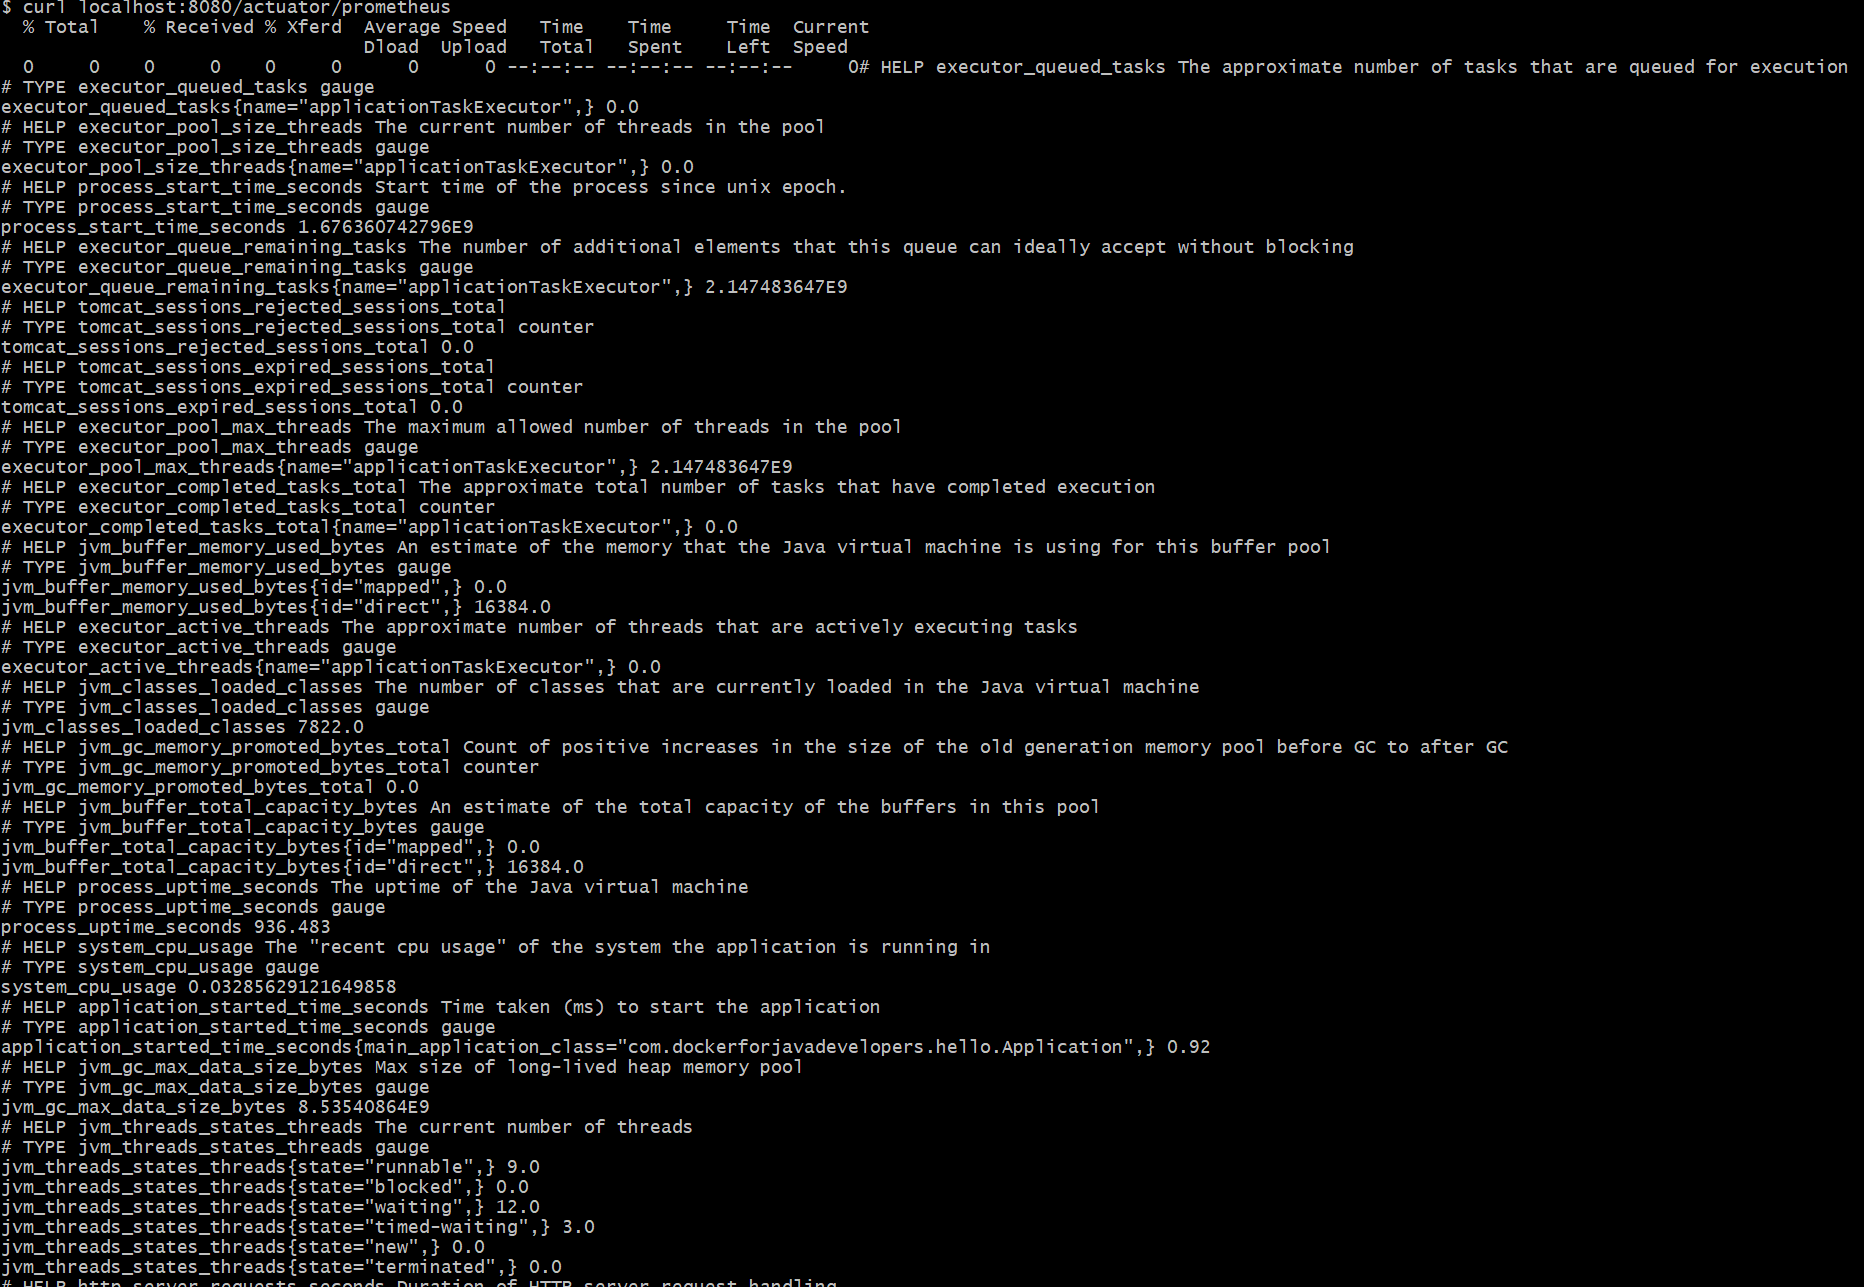 $ curl localhost:8080/actuator/prometheus
  % Total    % Received % Xferd  Average Speed   Time    Time     Time  Current
                                 Dload  Upload   Total   Spent    Left  Speed
  0     0    0     0    0     0      0      0 --:--:-- --:--:-- --:--:--     0# HELP executor_queued_tasks The approximate number of tasks that are queued for execution
# TYPE executor_queued_tasks gauge
executor_queued_tasks{name="applicationTaskExecutor",} 0.0
# HELP executor_pool_size_threads The current number of threads in the pool
# TYPE executor_pool_size_threads gauge
executor_pool_size_threads{name="applicationTaskExecutor",} 0.0
# HELP process_start_time_seconds Start time of the process since unix epoch.
# TYPE process_start_time_seconds gauge
process_start_time_seconds 1.676360742796E9
# HELP executor_queue_remaining_tasks The number of additional elements that this queue can ideally accept without blocking
# TYPE executor_queue_remaining_tasks gauge
executor_queue_remaining_tasks{name="applicationTaskExecutor",} 2.147483647E9
# HELP tomcat_sessions_rejected_sessions_total
# TYPE tomcat_sessions_rejected_sessions_total counter
tomcat_sessions_rejected_sessions_total 0.0
# HELP tomcat_sessions_expired_sessions_total
# TYPE tomcat_sessions_expired_sessions_total counter
tomcat_sessions_expired_sessions_total 0.0
# HELP executor_pool_max_threads The maximum allowed number of threads in the pool
# TYPE executor_pool_max_threads gauge
executor_pool_max_threads{name="applicationTaskExecutor",} 2.147483647E9
# HELP executor_completed_tasks_total The approximate total number of tasks that have completed execution
# TYPE executor_completed_tasks_total counter
executor_completed_tasks_total{name="applicationTaskExecutor",} 0.0
# HELP jvm_buffer_memory_used_bytes An estimate of the memory that the Java virtual machine is using for this buffer pool
# TYPE jvm_buffer_memory_used_bytes gauge
jvm_buffer_memory_used_bytes{id="mapped",} 0.0
jvm_buffer_memory_used_bytes{id="direct",} 16384.0
# HELP executor_active_threads The approximate number of threads that are actively executing tasks
# TYPE executor_active_threads gauge
executor_active_threads{name="applicationTaskExecutor",} 0.0
# HELP jvm_classes_loaded_classes The number of classes that are currently loaded in the Java virtual machine
# TYPE jvm_classes_loaded_classes gauge
jvm_classes_loaded_classes 7822.0
# HELP jvm_gc_memory_promoted_bytes_total Count of positive increases in the size of the old generation memory pool before GC to after GC
# TYPE jvm_gc_memory_promoted_bytes_total counter
jvm_gc_memory_promoted_bytes_total 0.0
# HELP jvm_buffer_total_capacity_bytes An estimate of the total capacity of the buffers in this pool
# TYPE jvm_buffer_total_capacity_bytes gauge
jvm_buffer_total_capacity_bytes{id="mapped",} 0.0
jvm_buffer_total_capacity_bytes{id="direct",} 16384.0
# HELP process_uptime_seconds The uptime of the Java virtual machine
# TYPE process_uptime_seconds gauge
process_uptime_seconds 936.483
# HELP system_cpu_usage The "recent cpu usage" of the system the application is running in
# TYPE system_cpu_usage gauge
system_cpu_usage 0.03285629121649858
# HELP application_started_time_seconds Time taken (ms) to start the application
# TYPE application_started_time_seconds gauge
application_started_time_seconds{main_application_class="com.dockerforjavadevelopers.hello.Application",} 0.92
# HELP jvm_gc_max_data_size_bytes Max size of long-lived heap memory pool
# TYPE jvm_gc_max_data_size_bytes gauge
jvm_gc_max_data_size_bytes 8.53540864E9
# HELP jvm_threads_states_threads The current number of threads
# TYPE jvm_threads_states_threads gauge
jvm_threads_states_threads{state="runnable",} 9.0
jvm_threads_states_threads{state="blocked",} 0.0
jvm_threads_states_threads{state="waiting",} 12.0
jvm_threads_states_threads{state="timed-waiting",} 3.0
jvm_threads_states_threads{state="new",} 0.0
jvm_threads_states_threads{state="terminated",} 0.0
# HELP http_server_requests_seconds Duration of HTTP server request handling